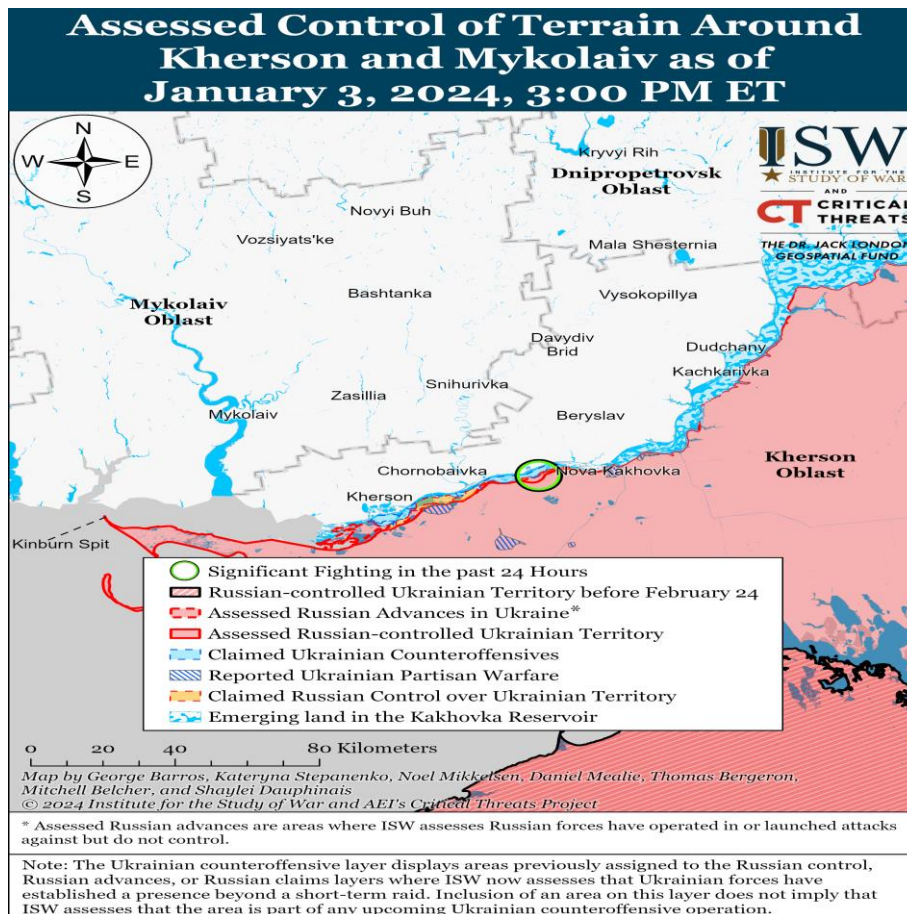 Assessed Control of Terrain Around
Kherson and Mykolaiv as of
January 3, 2024, 3:00 PM ET
N
W
E
S
ISW
INSTITUTE FOR THE
STUDY OF WAR
AND
CT CRITICAL
THREATS
THE DR. JACK LONDON
GEOSPATIAL FUND
Kryvyi Rih
Dnipropetrovsk
Oblast
Novyi Buh
Vozsiyats'ke
Mala Shesternia
Bashtanka
Vysokopillya
Mykolaiv
Oblast
Davydiv
Brid
Dudchany
Kachkarivka
Snihurivka
Zasillia
Mykolaiv
Beryslav
Kherson
Oblast
Chornobaivka
Nova Kakhovka
Kherson
Kinburn Spit
Significant Fighting in the past 24 Hours
Russian-controlled Ukrainian Territory before February 24
Assessed Russian Advances in Ukraine*
Assessed Russian-controlled Ukrainian Territory
Claimed Ukrainian Counteroffensives
Reported Ukrainian Partisan Warfare
Claimed Russian Control over Ukrainian Territory
Emerging land in the Kakhovka Reservoir
0 20 40 80 Kilometers
Map by George Barros, Kateryna Stepanenko, Noel Mikkelsen, Daniel Mealie, Thomas Bergeron,
Mitchell Belcher, and Shaylei Dauphinais
© 2024 Institute for the Study of War and AEI's Critical Threats Project
* Assessed Russian advances are areas where ISW assesses Russian forces have operated in or launched attacks
against but do not control.
Note: The Ukrainian counteroffensive layer displays areas previously assigned to the Russian control,
Russian advances, or Russian claims layers where ISW now assesses that Ukrainian forces have
established a presence beyond a short-term raid. Inclusion of an area on this layer does not imply that
ISW assesses that the area is part of any upcoming Ukrainian counteroffensive operation.